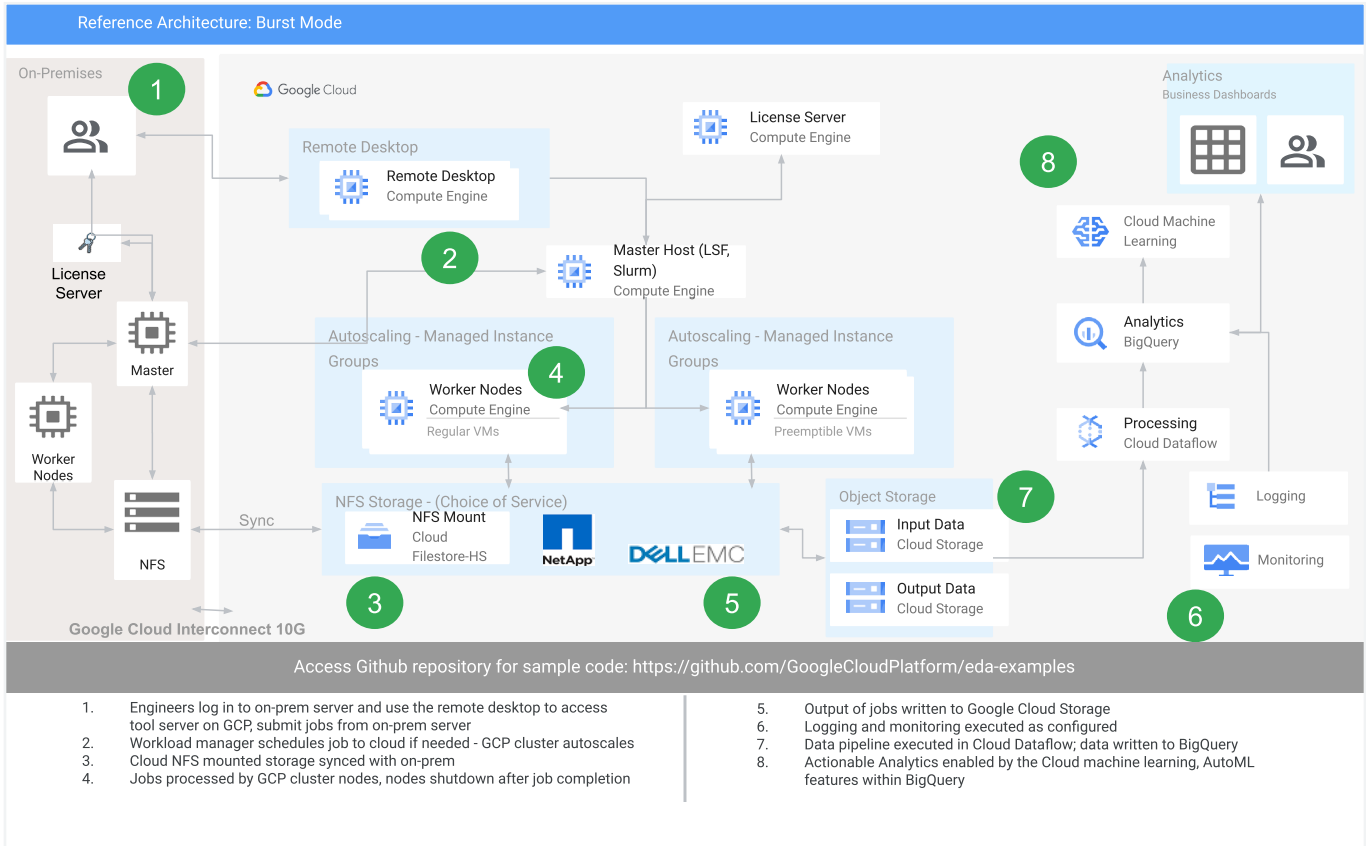 Reference Architecture: Burst Mode
On-Premises
1
License
Server
Master
Worker
Nodes
NFS
Sync
Google Cloud Interconnect 10G
Google Cloud
Remote Desktop
Remote Desktop
Compute Engine
License Server
Compute Engine
2
Master Host (LSF,
Slurm)
Compute Engine
Autoscaling - Managed Instance
Groups
4
Worker Nodes
Compute Engine
Regular VMs
Autoscaling - Managed Instance
Groups
Worker Nodes
Compute Engine
Preemptible VMs
NFS Storage - (Choice of Service)
NFS Mount
Cloud
Filestore-HS
NetApp
DELLEMC
3
5
Object Storage
7
Input Data
Cloud Storage
Output Data
Cloud Storage
8
Analytics
Business Dashboards
Cloud Machine
Learning
Analytics
BigQuery
Processing
Cloud Dataflow
Logging
Monitoring
6
Access Github repository for sample code: https://github.com/GoogleCloudPlatform/eda-examples
1. Engineers log in to on-prem server and use the remote desktop to access
tool server on GCP, submit jobs from on-prem server
2. Workload manager schedules job to cloud if needed - GCP cluster autoscales
3. Cloud NFS mounted storage synced with on-prem
4. Jobs processed by GCP cluster nodes, nodes shutdown after job completion
5. Output of jobs written to Google Cloud Storage
6. Logging and monitoring executed as configured
7. Data pipeline executed in Cloud Dataflow; data written to BigQuery
8. Actionable Analytics enabled by the Cloud machine learning, AutoML
features within BigQuery